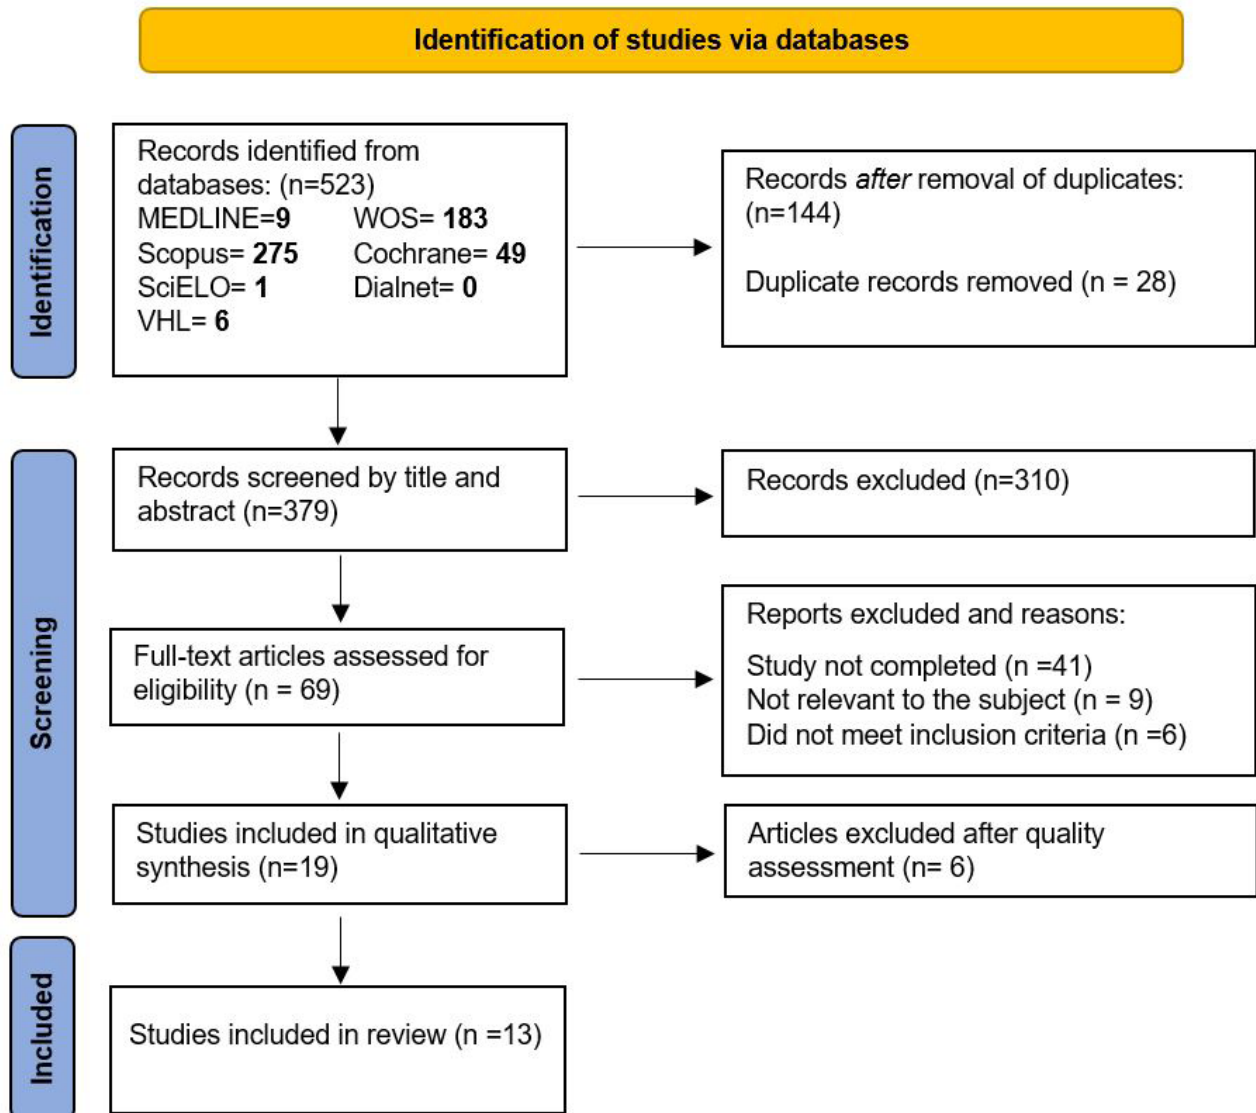 Identification of studies via databases
Identification
Records identified from
databases: (n=523)
MEDLINE=9 WOS= 183
Scopus= 275 Cochrane= 49
SciELO= 1 Dialnet= 0
VHL= 6
Records after removal of duplicates:
(n=144)
Duplicate records removed (n = 28)
Screening
Records screened by title and
abstract (n=379)
Records excluded (n=310)
Full-text articles assessed for
eligibility (n = 69)
Reports excluded and reasons:
Study not completed (n =41)
Not relevant to the subject (n = 9)
Did not meet inclusion criteria (n =6)
Studies included in qualitative
synthesis (n=19)
Articles excluded after quality
assessment (n= 6)
Included
Studies included in review (n =13)